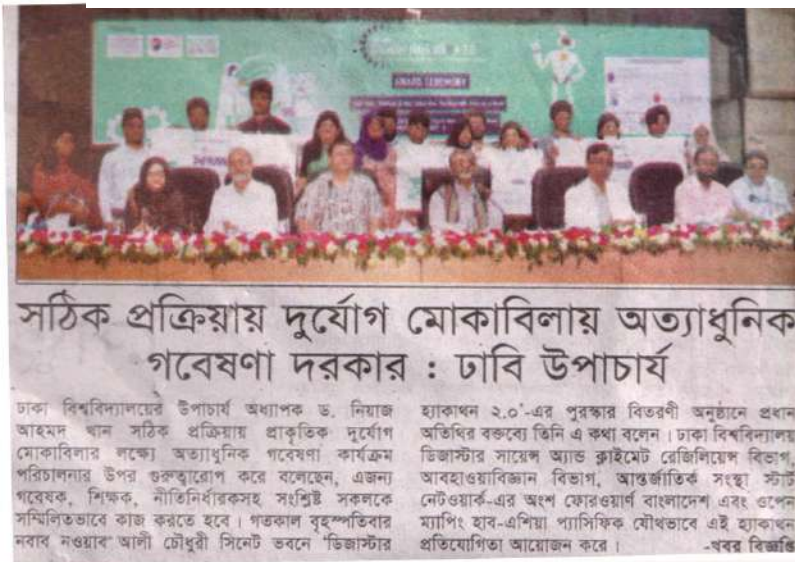 AWARD CEREMONY
সঠিক প্রক্রিয়ায় দুর্যোগ মোকাবিলায় অত্যাধুনিক
গবেষণা দরকার : ঢাবি উপাচার্য
ঢাকা বিশ্ববিদ্যালয়ের উপাচার্য অধ্যাপক ড. নিয়াজ
আহমদ খান সঠিক প্রক্রিয়ায় প্রাকৃতিক দুর্যোগ
মোকাবিলার লক্ষ্যে অত্যাধুনিক গবেষণা কার্যক্রম
পরিচালনার উপর গুরুত্বারোপ করে বলেছেন, এজন্য
গবেষক, শিক্ষক, নীতিনির্ধারকসহ সংশ্লিষ্ট সকলকে
সম্মিলিতভাবে কাজ করতে হবে। গতকাল বৃহস্পতিবার
নবাব নওয়াব আলী চৌধুরী সিনেট ভবনে 'ডিজাস্টার
হ্যাকাথন ২.০'-এর পুরস্কার বিতরণী অনুষ্ঠানে প্রধান
অতিথির বক্তব্যে তিনি এ কথা বলেন। ঢাকা বিশ্ববিদ্যালয়
ডিজাস্টার সায়েন্স অ্যান্ড ক্লাইমেট রেজিলিয়েন্স বিভাগ,
আবহাওয়াবিজ্ঞান বিভাগ, আন্তর্জাতিক সংস্থা স্টার্ট
নেটওয়ার্ক-এর অংশ ফোরওয়ার্ণ বাংলাদেশ এবং ওপেন
ম্যাপিং হাব-এশিয়া প্যাসিফিক যৌথভাবে এই হ্যাকাথন
প্রতিযোগিতা আয়োজন করে। -খবর বিজ্ঞপ্তি